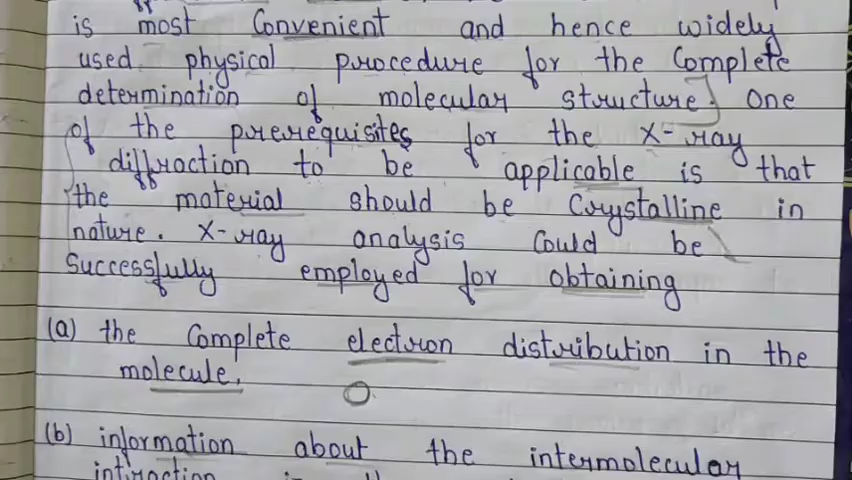 is most Convenient and hence widely
used physical procedure for the Complete
determination of molecular structure. One
of the prerequisites for the X-ray
diffraction to be applicable is that
the material should be Crystalline in
nature. X-ray analysis Could be
Successfully employed for obtaining
(a) the Complete electron distribution in the
molecule.
(b) information about the intermolecular